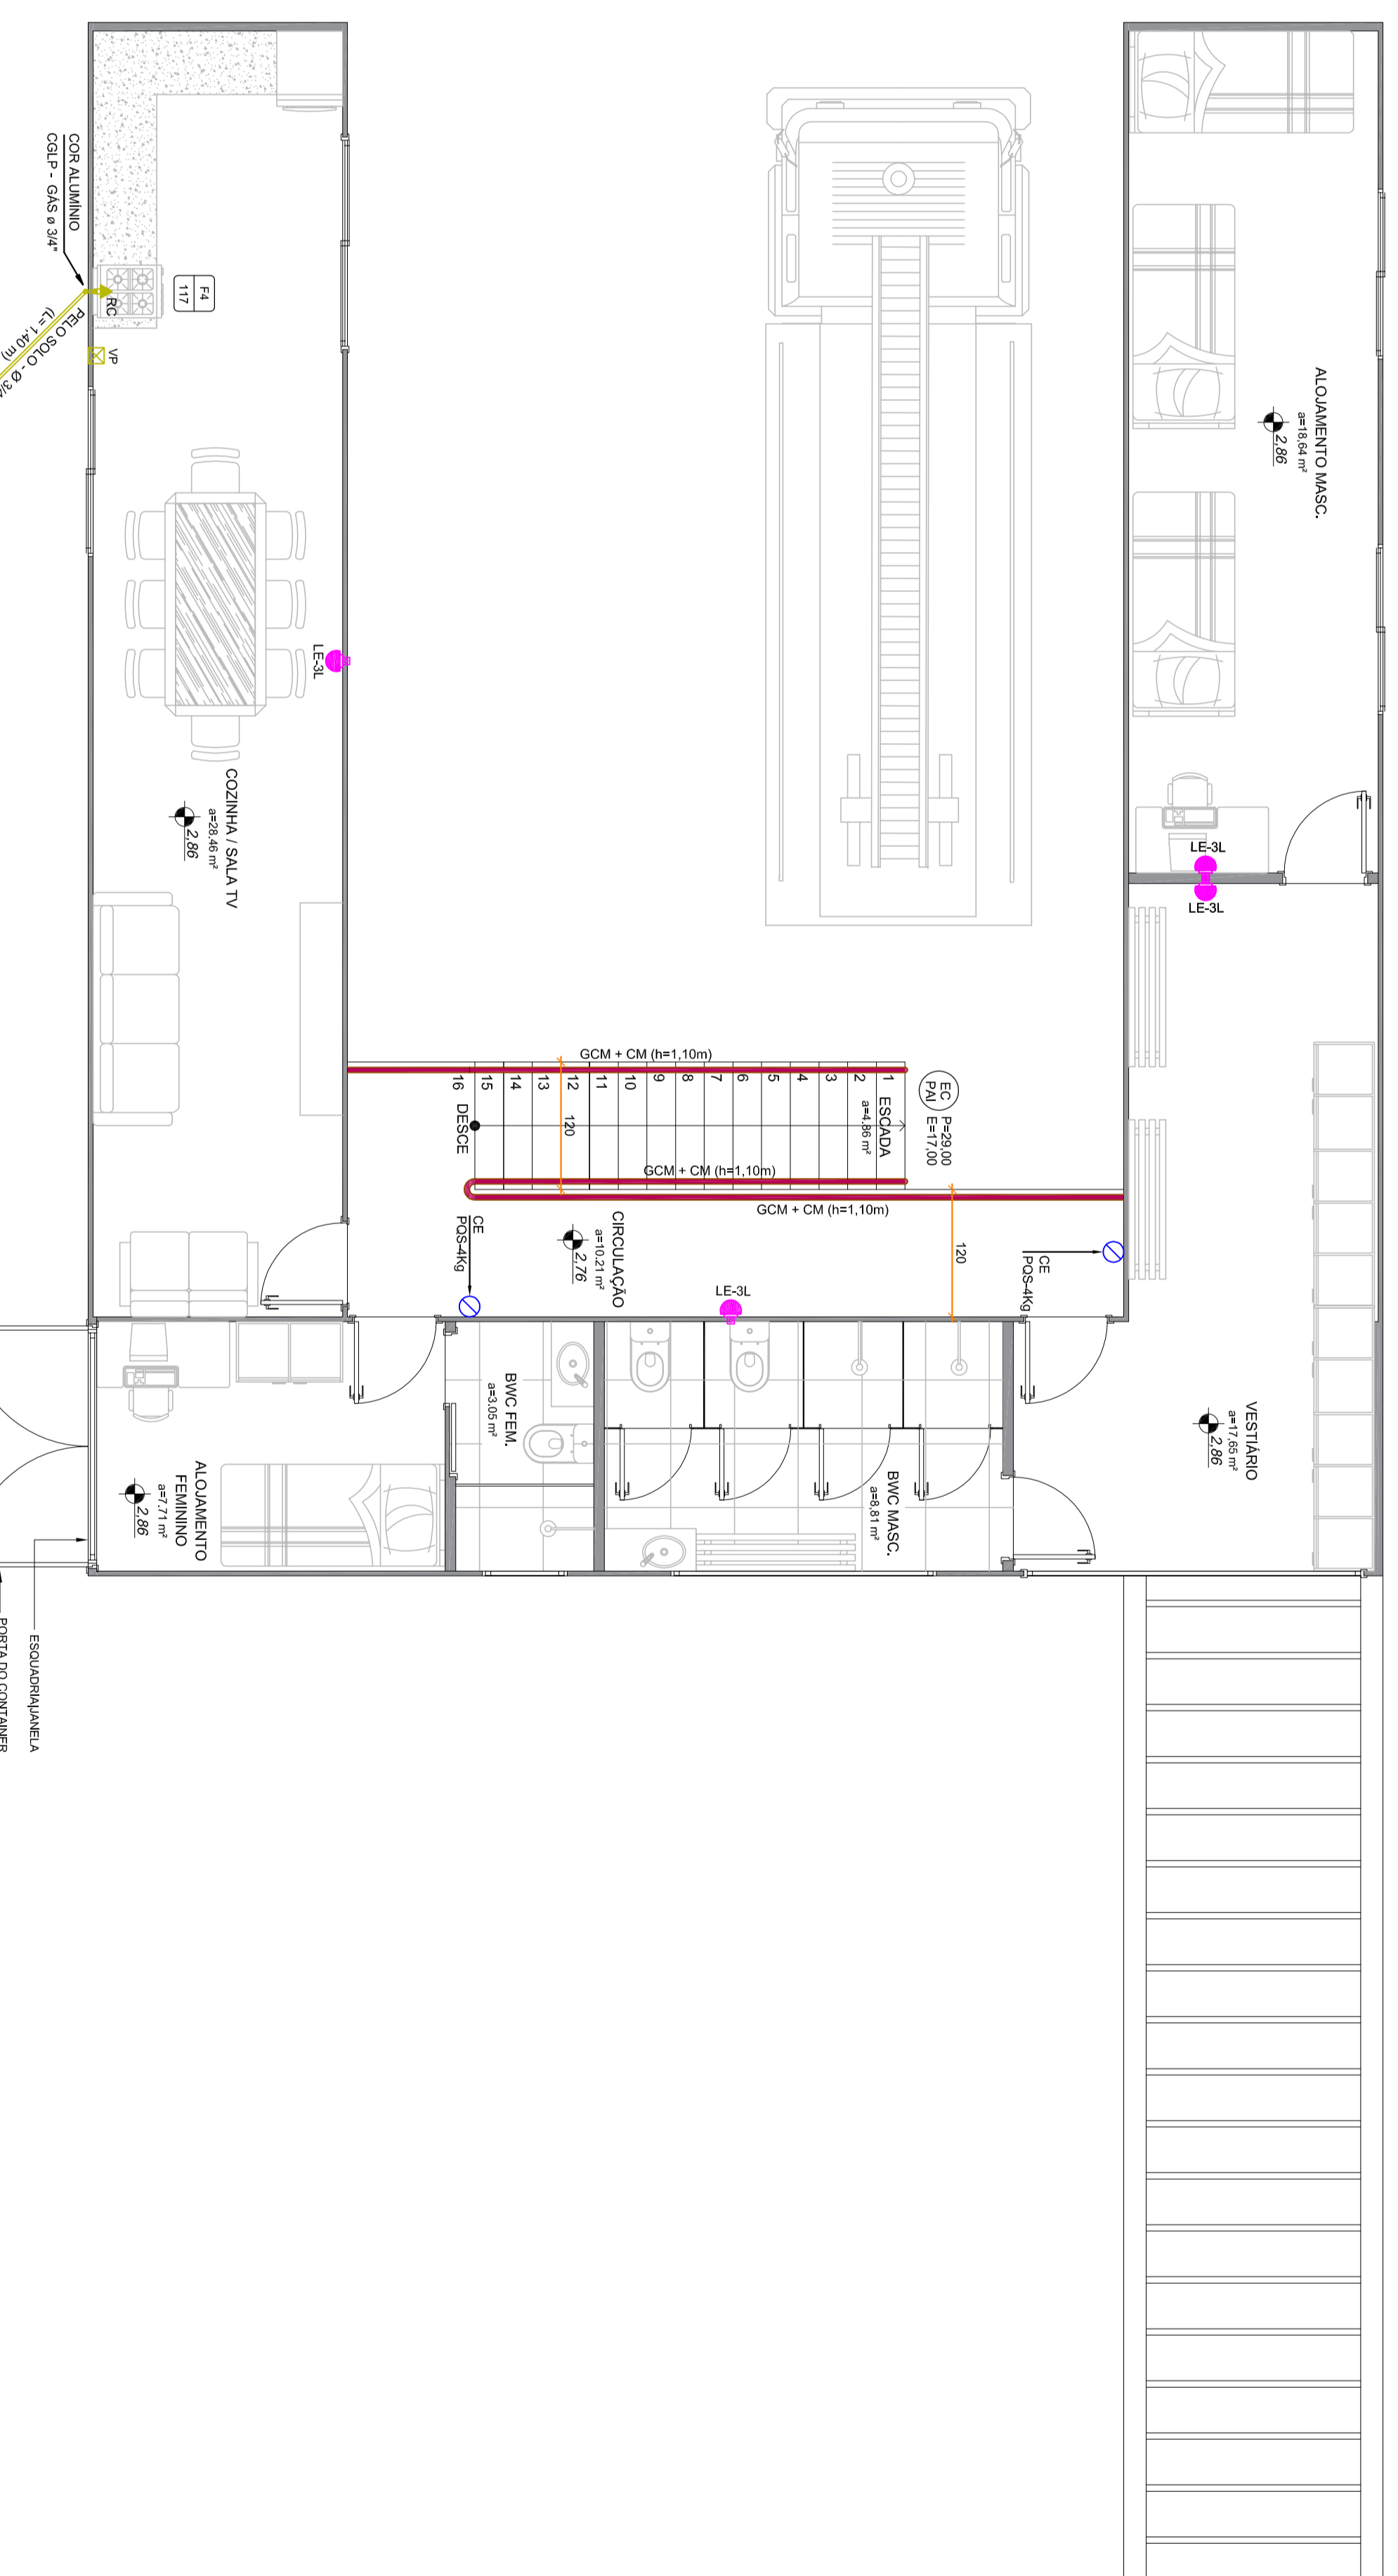 ALOJAMENTO MASC.
a=18,64 m²
2,86
LE-3L
LE-3L
VESTIÁRIO
a=17,65 m²
2,86
EC
PAI
P=29,00
E=17,00
ESCADA
a=4.86 m²
1
2
3
4
5
6
7
8
9
10
11
12
13
14
15
16
DESCE
120
GCM + CM (h=1,10m)
GCM + CM (h=1,10m)
GCM + CM (h=1,10m)
120
CE
PQS-4Kg
CE
PQS-4Kg
CIRCULAÇÃO
a=10.21 m²
2,76
LE-3L
BWC MASC.
a=8,81 m²
BWC FEM.
a=3.05 m²
ALOJAMENTO
FEMININO
a=7.71 m²
2,86
LE-3L
COZINHA / SALA TV
a=28.46 m²
2,86
F4
117
RC
VP
COR ALUMÍNIO
CGLP - GÁS ø 3/4"
PELO SOLO - Ø 3/4
(L= 1,40 m)
ESQUADRIA/JANELA
PORTA DO CONTAINER